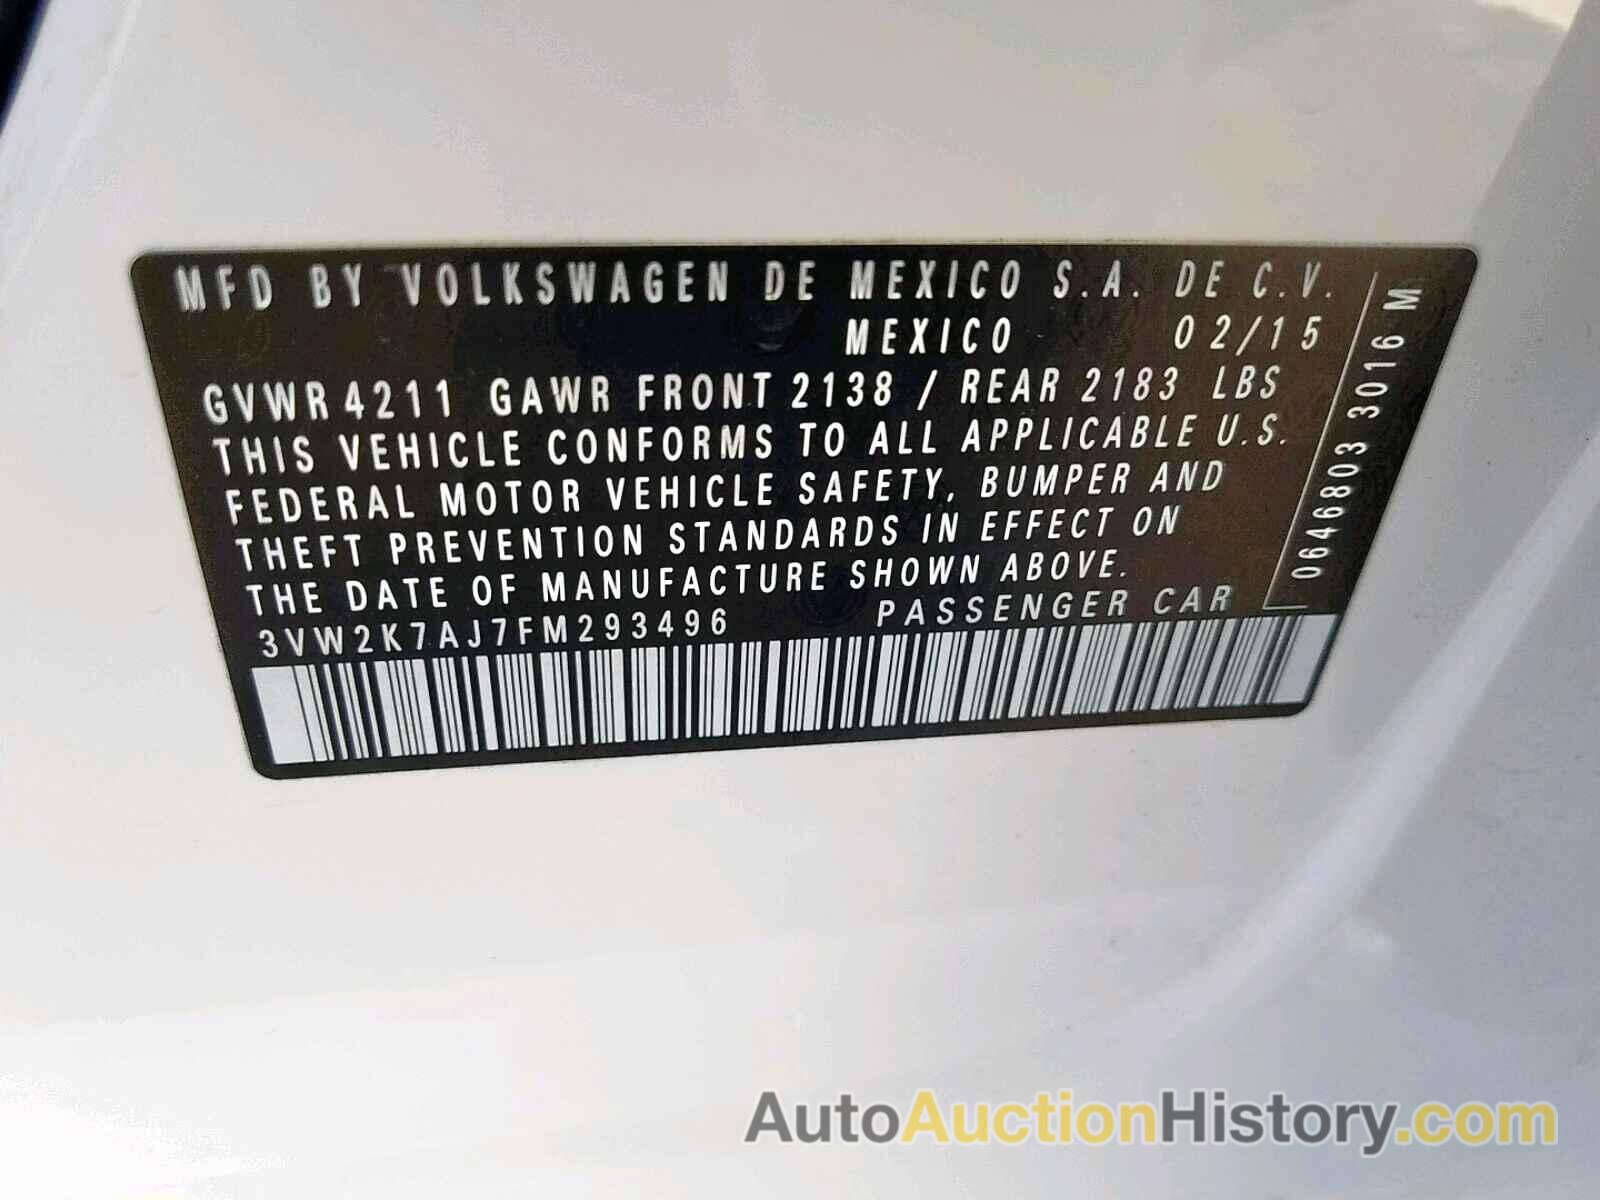 MFD BY VOLKSWAGEN DE MEXICO S.A. DE C.V.
MEXICO 02/15
GVWR 4211 GAWR FRONT 2138 / REAR 2183 LBS
THIS VEHICLE CONFORMS TO ALL APPLICABLE U.S.
FEDERAL MOTOR VEHICLE SAFETY, BUMPER AND
THEFT PREVENTION STANDARDS IN EFFECT ON
THE DATE OF MANUFACTURE SHOWN ABOVE.
3VW2K7AJ7FM293496 PASSENGER CAR
0646803 3016 M
AutoAuctionHistory.com